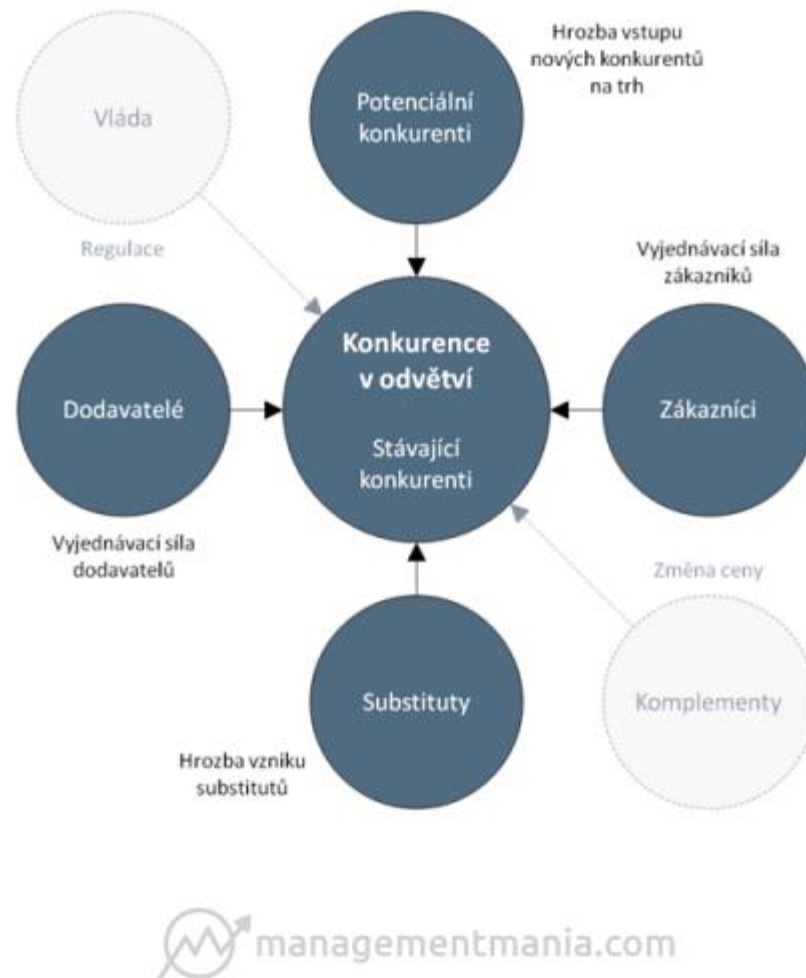 Hrozba vstupu
nových konkurentů
na trh
Vláda
Potenciální
konkurenti
Regulace
Vyjednávací síla
zákazníků
Konkurence
v odvětví
Dodavatelé
Zákazníci
Stávající
konkurenti
Vyjednávací síla
dodavatelů
Změna ceny
Substituty
Komplementy
Hrozba vzniku
substitutů
managementmania.com